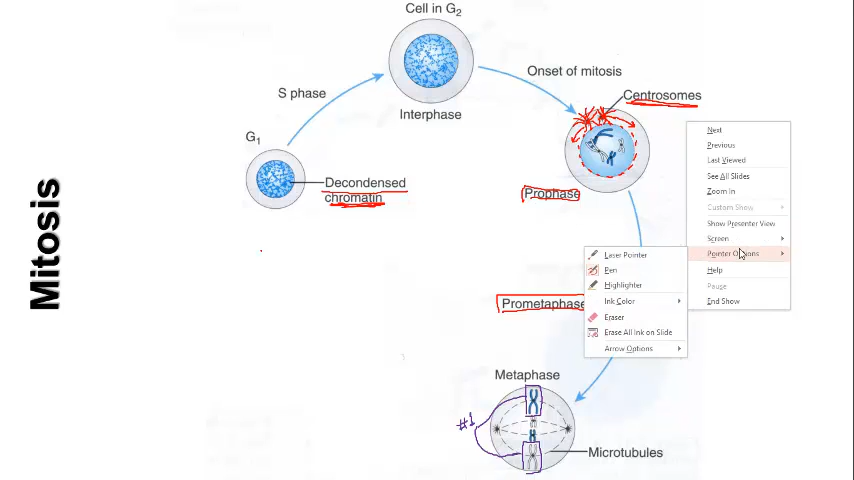 Mitosis
Cell in G2
S phase
Interphase
Onset of mitosis
Centrosomes
G1
Decondensed
chromatin
Prophase
Prometaphase
Metaphase
#1
Microtubules
Next
Previous
Last Viewed
See All Slides
Zoom In
Custom Show
Show Presenter View
Screen
Pointer Options
Help
Pause
End Show
Laser Pointer
Pen
Highlighter
Ink Color
Eraser
Erase All Ink on Slide
Arrow Options